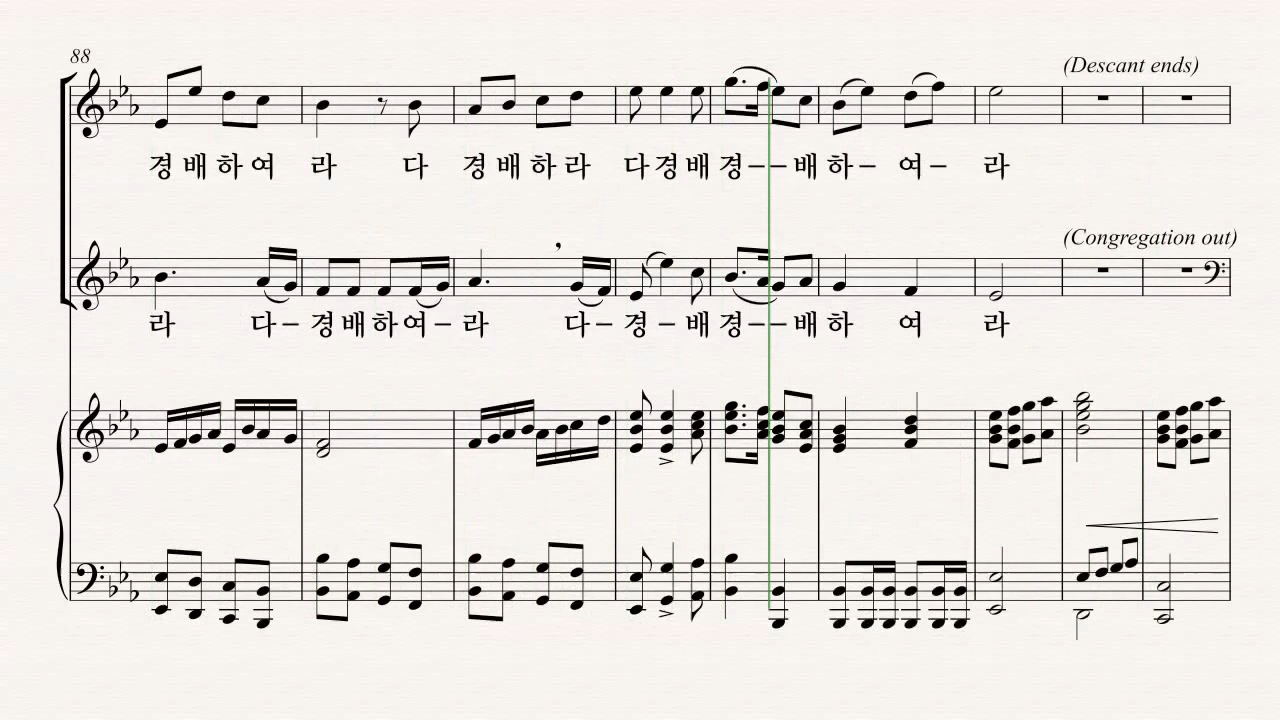 88
(Descant ends)
경 배 하 여 라 다 경 배 하 라 다 경 배 경 – – 배 하 – 여 – 라
(Congregation out)
라 다 – 경 배 하 여 – 라 다 – 경 – 배 경 – – 배 하 여 라